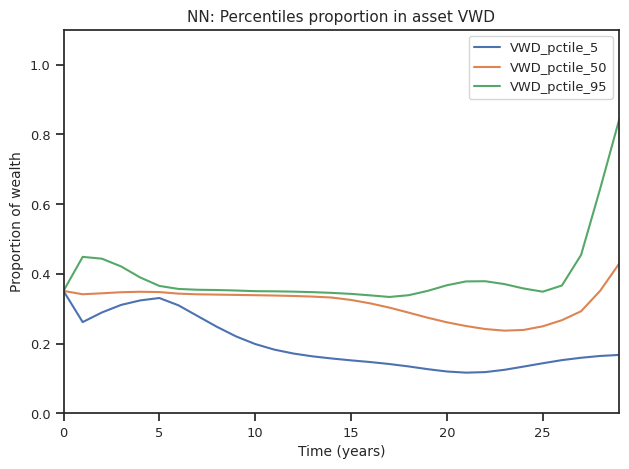 NN: Percentiles proportion in asset VWD
VWD_pctile_5
VWD_pctile_50
VWD_pctile_95
Proportion of wealth
1.0
0.8
0.6
0.4
0.2
0.0
0 5 10 15 20 25
Time (years)